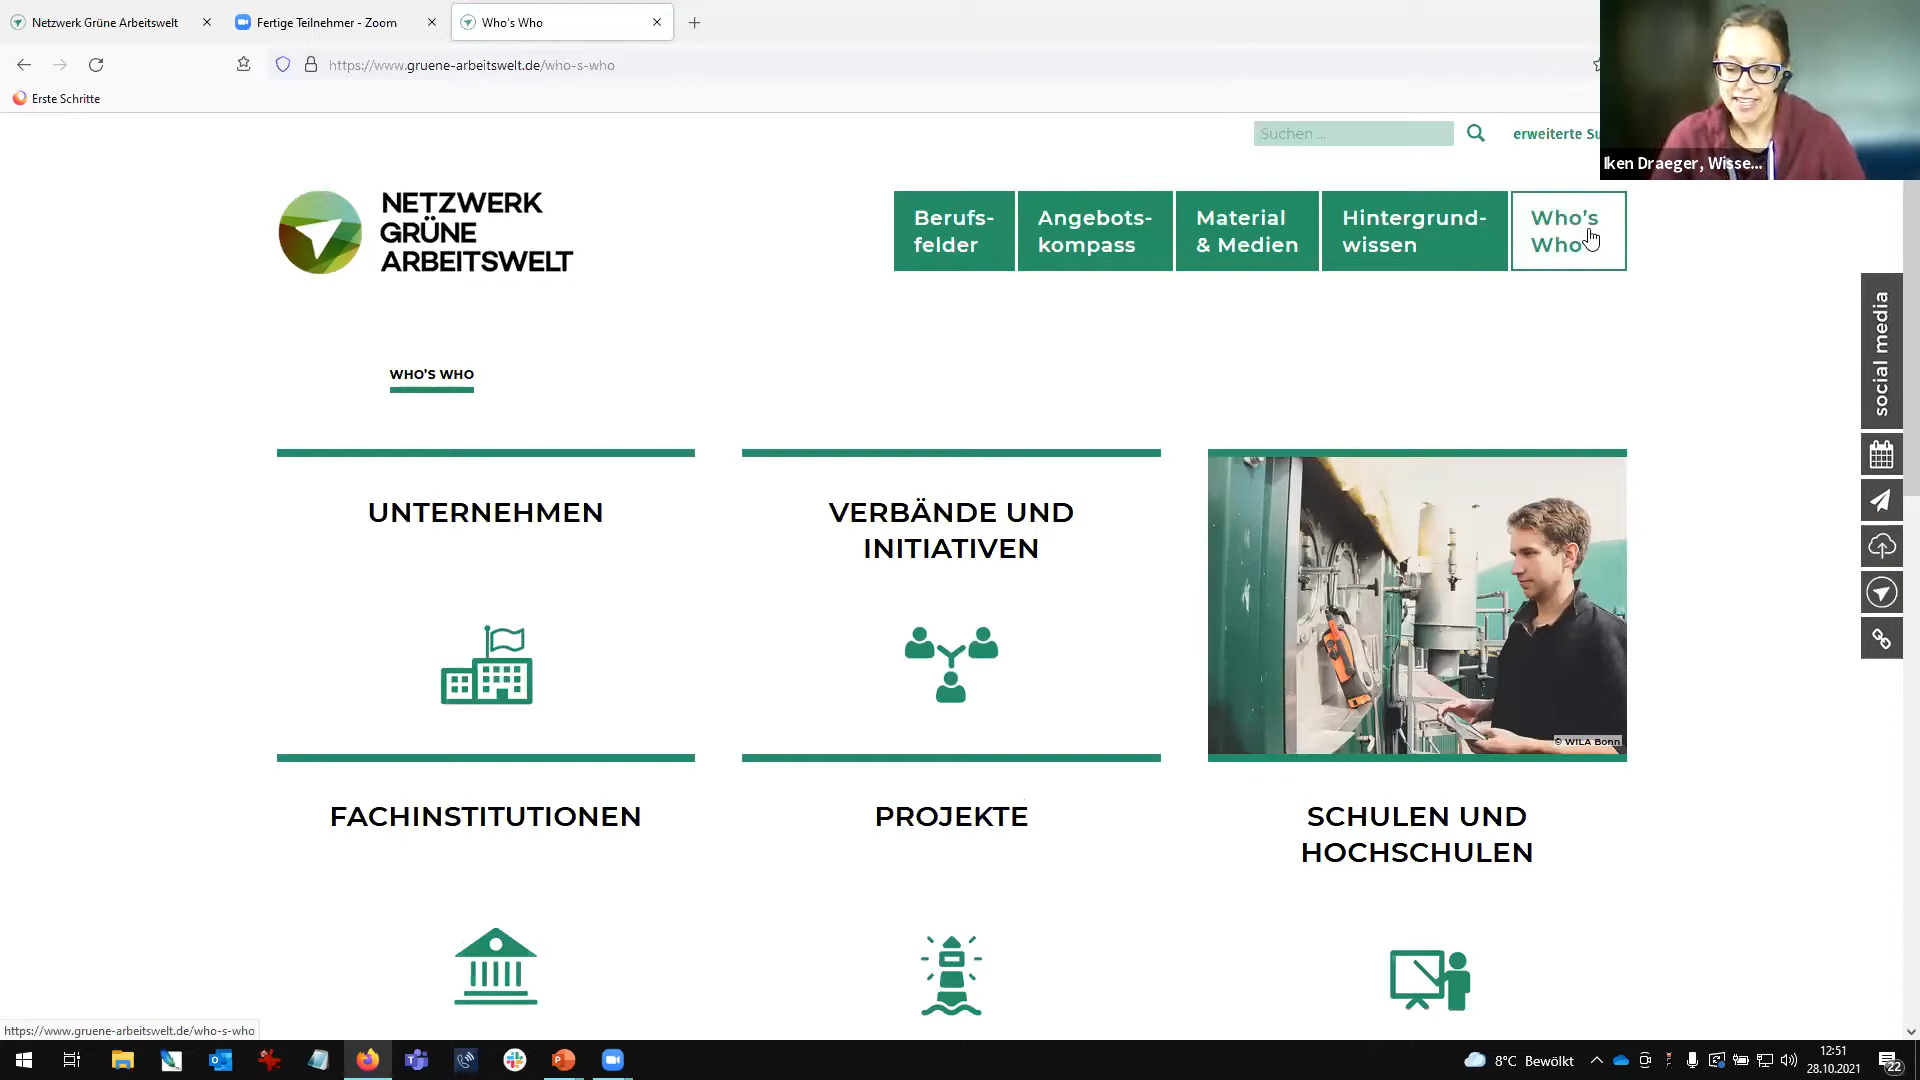 Netzwerk Grüne Arbeitswelt
Fertige Teilnehmer - Zoom
Who's Who
https://www.gruene-arbeitswelt.de/who-s-who
Erste Schritte
Suchen ...
erweiterte Su
Iken Draeger, Wisse...
NETZWERK
GRÜNE
ARBEITSWELT
Berufs-
felder
Angebots-
kompass
Material
& Medien
Hintergrund-
wissen
Who's
Who
social media
WHO'S WHO
UNTERNEHMEN
VERBÄNDE UND
INITIATIVEN
© WILA Bonn
FACHINSTITUTIONEN
PROJEKTE
SCHULEN UND
HOCHSCHULEN
https://www.gruene-arbeitswelt.de/who-s-who
8°C Bewölkt
12:51
28.10.2021
22